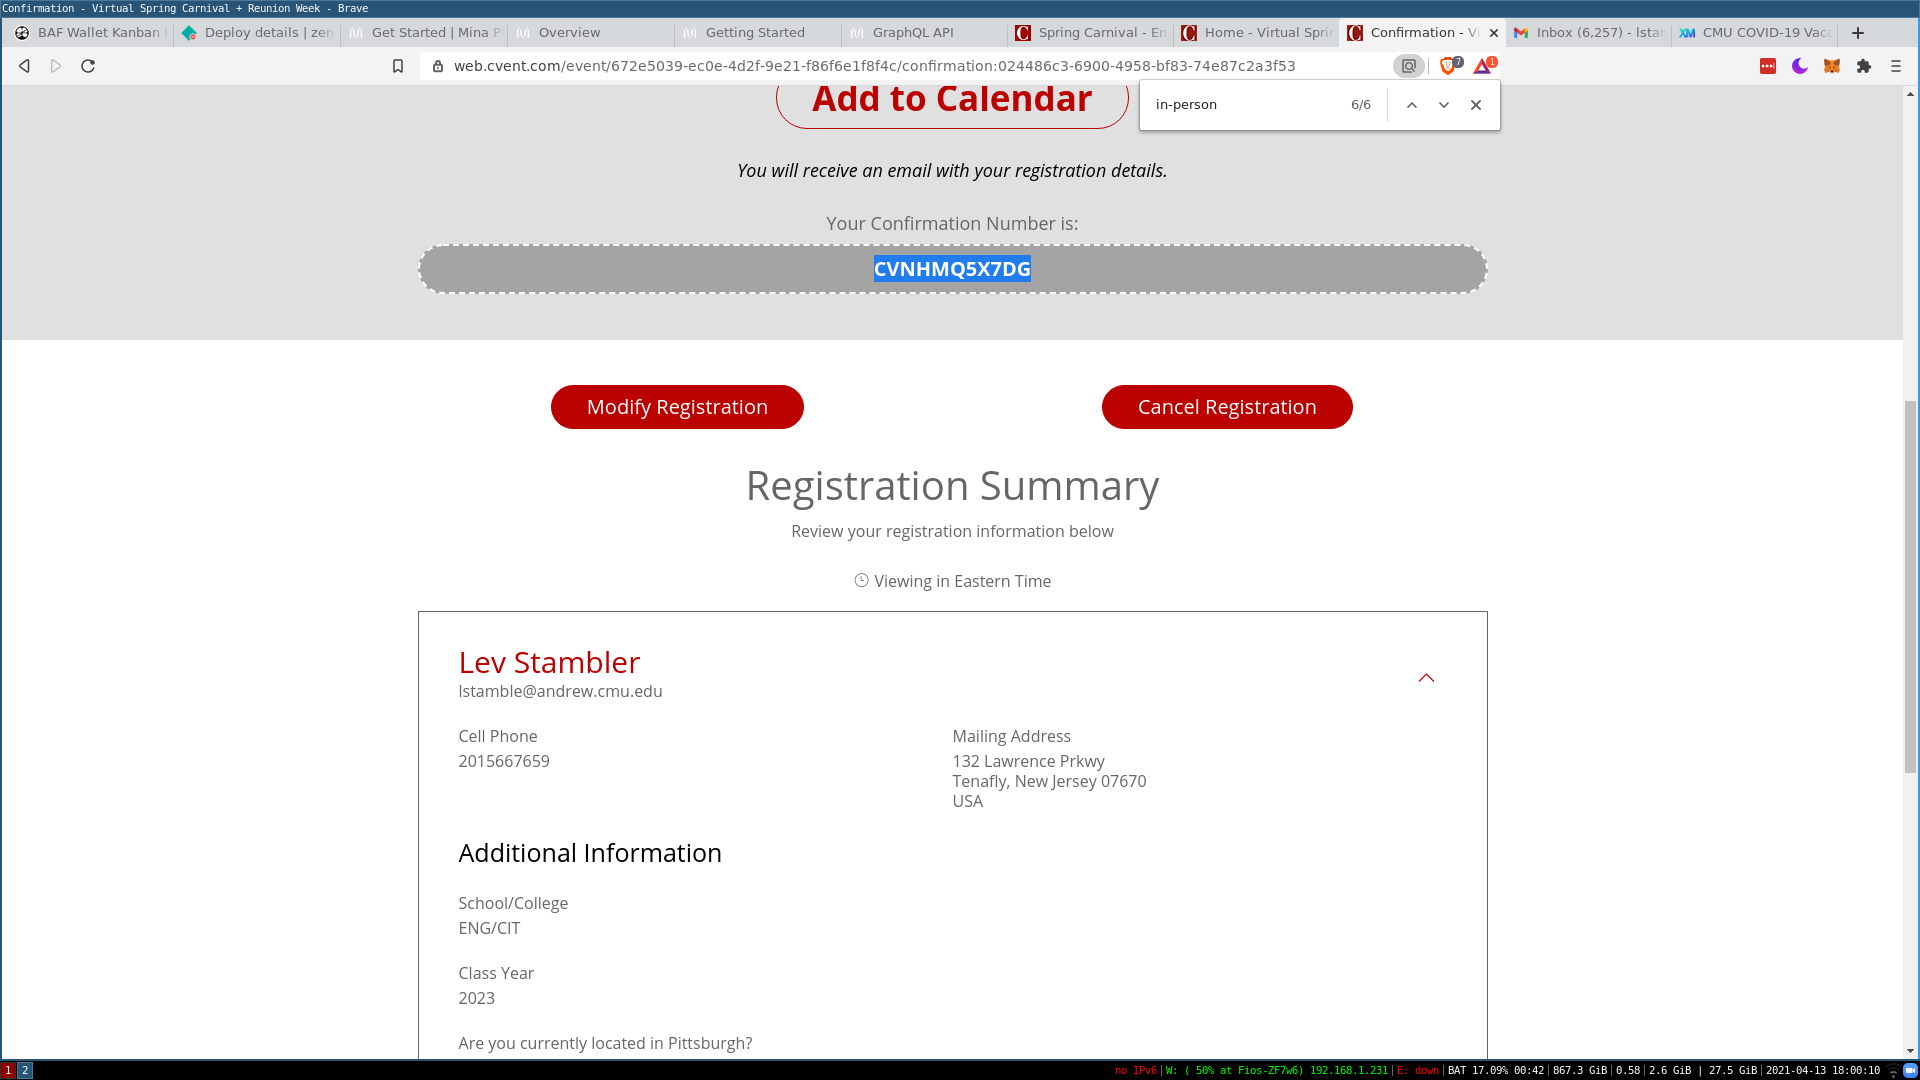 Confirmation - Virtual Spring Carnival + Reunion Week - Brave
BAF Wallet Kanban
Deploy details | zen
Get Started | Mina P
Overview
Getting Started
GraphQL API
Spring Carnival - En
Home - Virtual Sprin
Confirmation - Vi
Inbox (6,257) - lstam
CMU COVID-19 Vacc
web.cvent.com/event/672e5039-ec0e-4d2f-9e21-f86f6e1f8f4c/confirmation:024486c3-6900-4958-bf83-74e87c2a3f53
7
1
in-person
6/6
Add to Calendar
You will receive an email with your registration details.
Your Confirmation Number is:
CVNHMQ5X7DG
Modify Registration
Cancel Registration
Registration Summary
Review your registration information below
Viewing in Eastern Time
Lev Stambler
lstamble@andrew.cmu.edu
Cell Phone
2015667659
Mailing Address
132 Lawrence Prkwy
Tenafly, New Jersey 07670
USA
Additional Information
School/College
ENG/CIT
Class Year
2023
Are you currently located in Pittsburgh?
1 2
no IPv6 | W: ( 50% at Fios-ZF7w6) 192.168.1.231 | E: down | BAT 17.09% 00:42 | 867.3 GiB | 0.58 | 2.6 GiB | 27.5 GiB | 2021-04-13 18:00:10